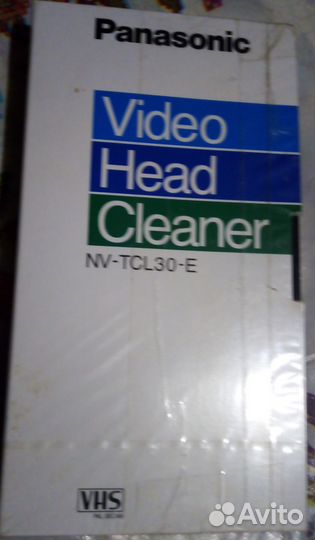 Panasonic
Video
Head
Cleaner
NV-TCL30-E
VHS
Avito